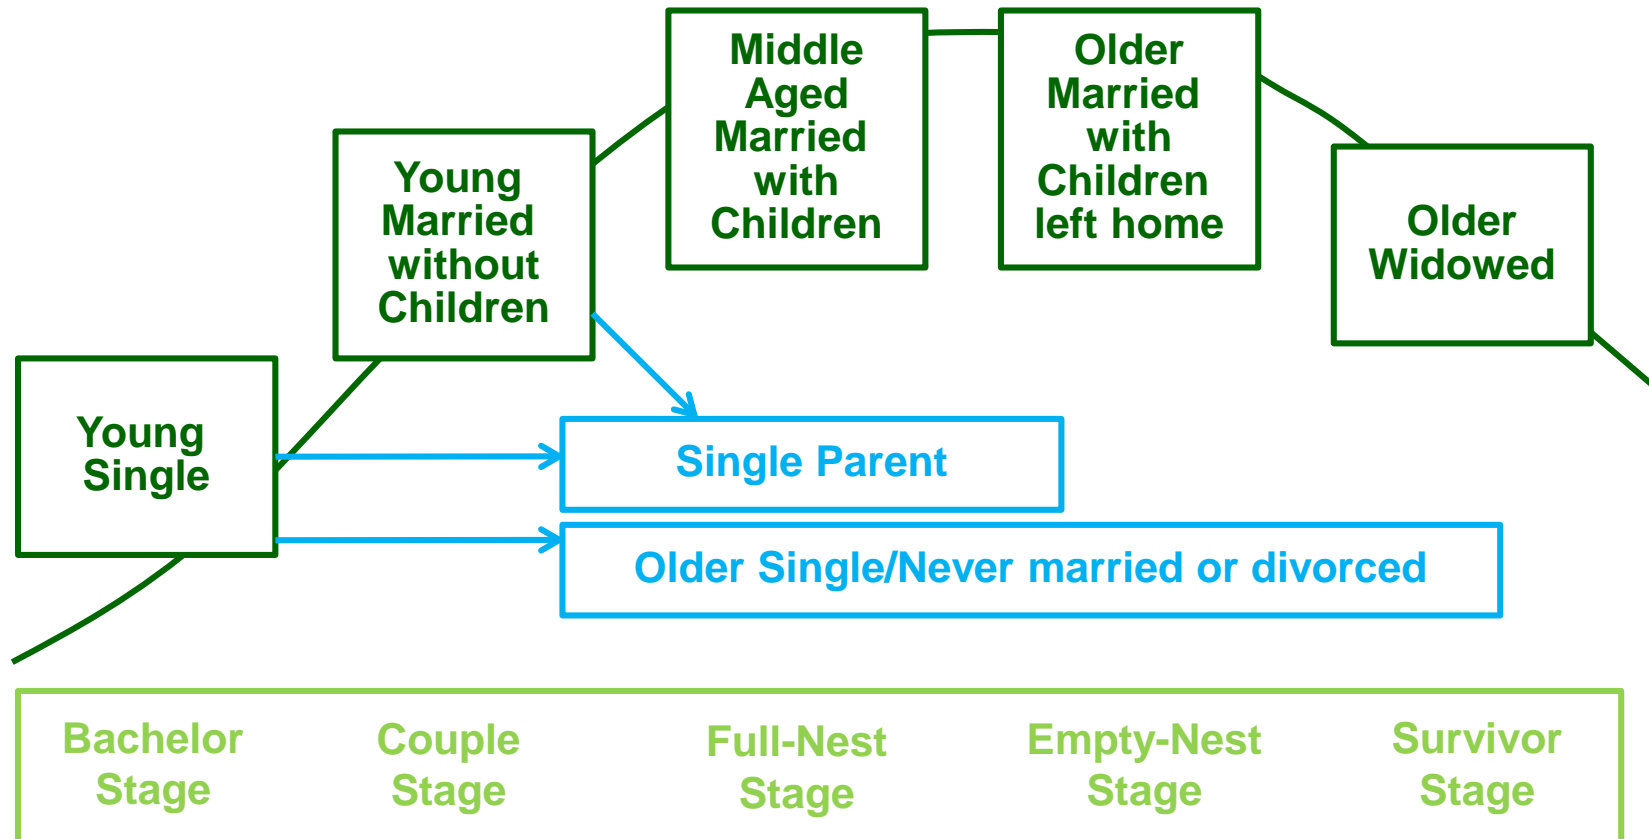 Middle
Aged
Married
with
Children
Older
Married
with
Children
left home
Young
Married
without
Children
Older
Widowed
Young
Single
Single Parent
Older Single/Never married or divorced
Bachelor
Stage
Couple
Stage
Full-Nest
Stage
Empty-Nest
Stage
Survivor
Stage